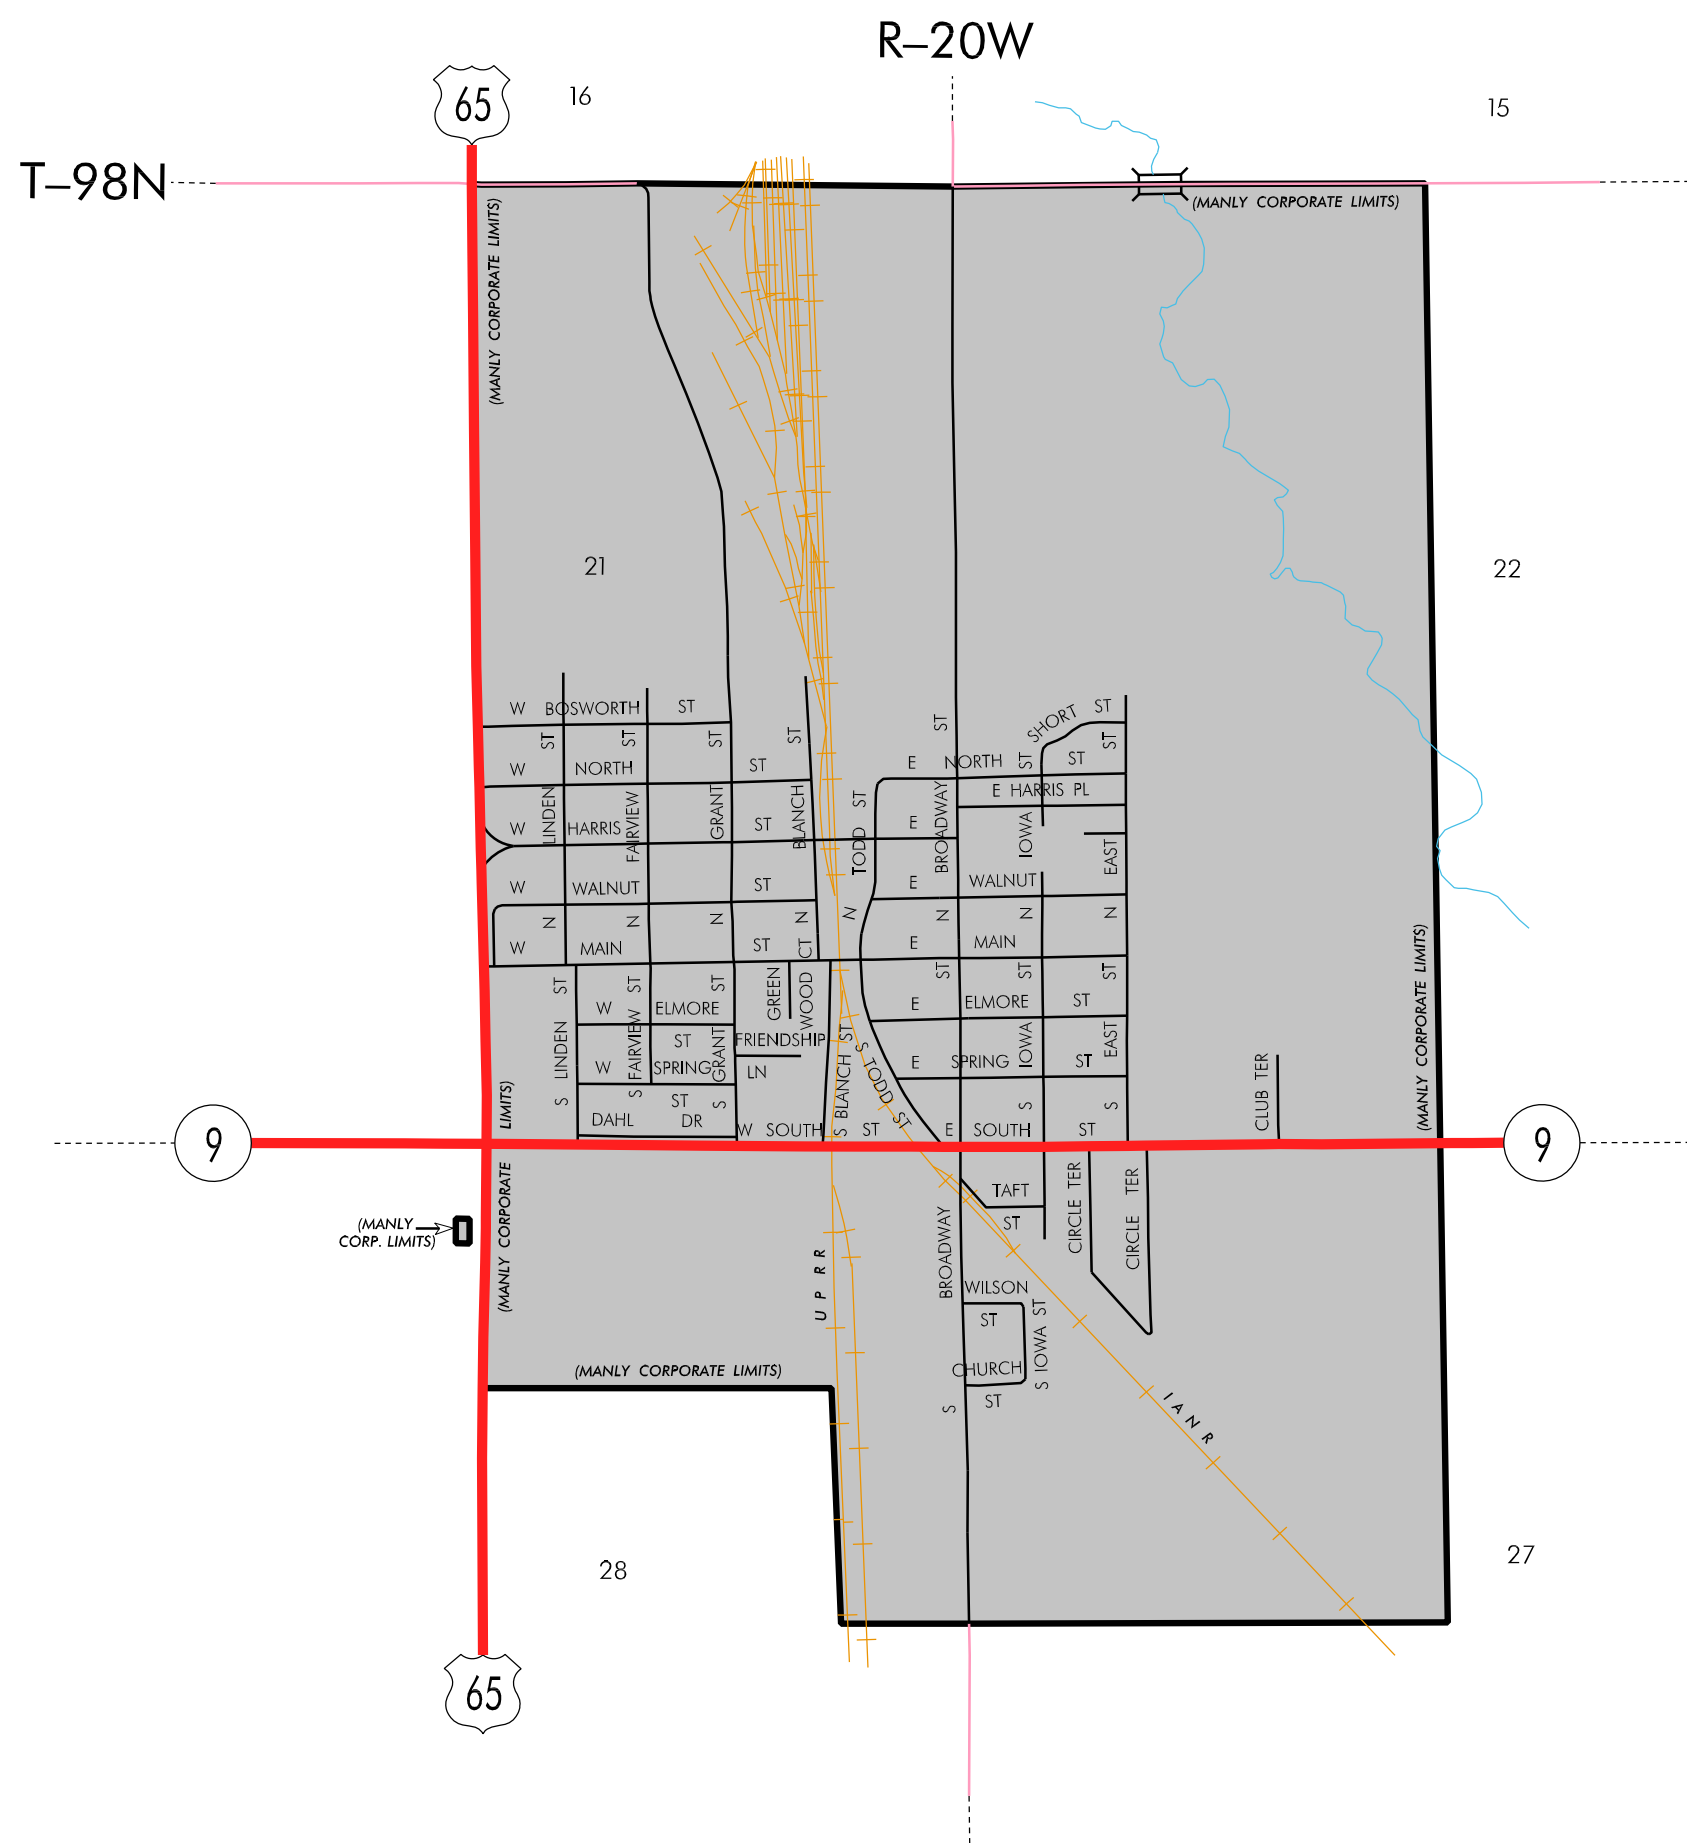 R–20W
65
16
15
T–98N
(MANLY CORPORATE LIMITS)
(MANLY CORPORATE LIMITS)
21
22
W BOSWORTH ST
SHORT ST
W NORTH ST
E NORTH ST
E HARRIS PL
W HARRIS ST
E
W WALNUT ST
E WALNUT
W MAIN ST
E MAIN
N LINDEN ST
N FAIRVIEW ST
N GRANT ST
N BLANCH ST
N TODD ST
N BROADWAY ST
N IOWA ST
N EAST ST
(MANLY CORPORATE LIMITS)
W ELMORE ST
E ELMORE ST
W SPRING ST
E SPRING ST
DAHL DR
FRIENDSHIP LN
GREEN WOOD CT
S LINDEN ST
S FAIRVIEW ST
S GRANT ST
S BLANCH ST
S TODD ST
ST
S IOWA ST
S EAST ST
CLUB TER
W SOUTH ST
E SOUTH ST
9
9
(MANLY CORPORATE LIMITS)
(MANLY
CORP. LIMITS)
TAFT
ST
CIRCLE TER
CIRCLE TER
S BROADWAY
U P R R
WILSON
ST
S IOWA ST
CHURCH
ST
(MANLY CORPORATE LIMITS)
I A N R
28
27
65